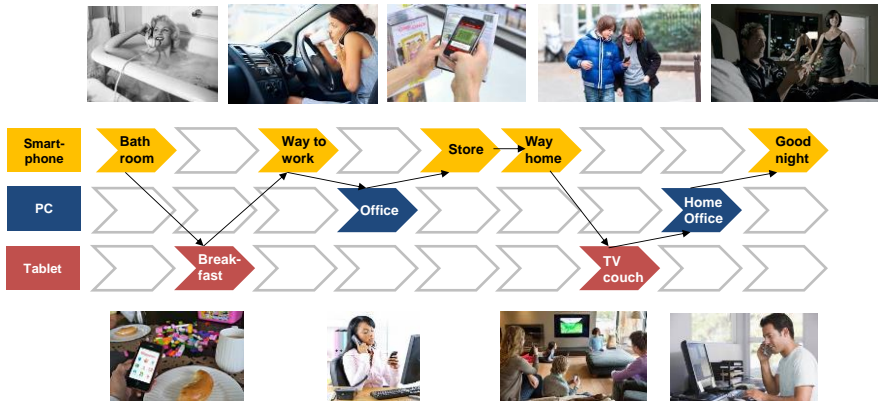 Smart-
phone
Bath
room
Way to
work
Store
Way
home
Good
night
PC
Office
Home
Office
Tablet
Break-
fast
TV
couch